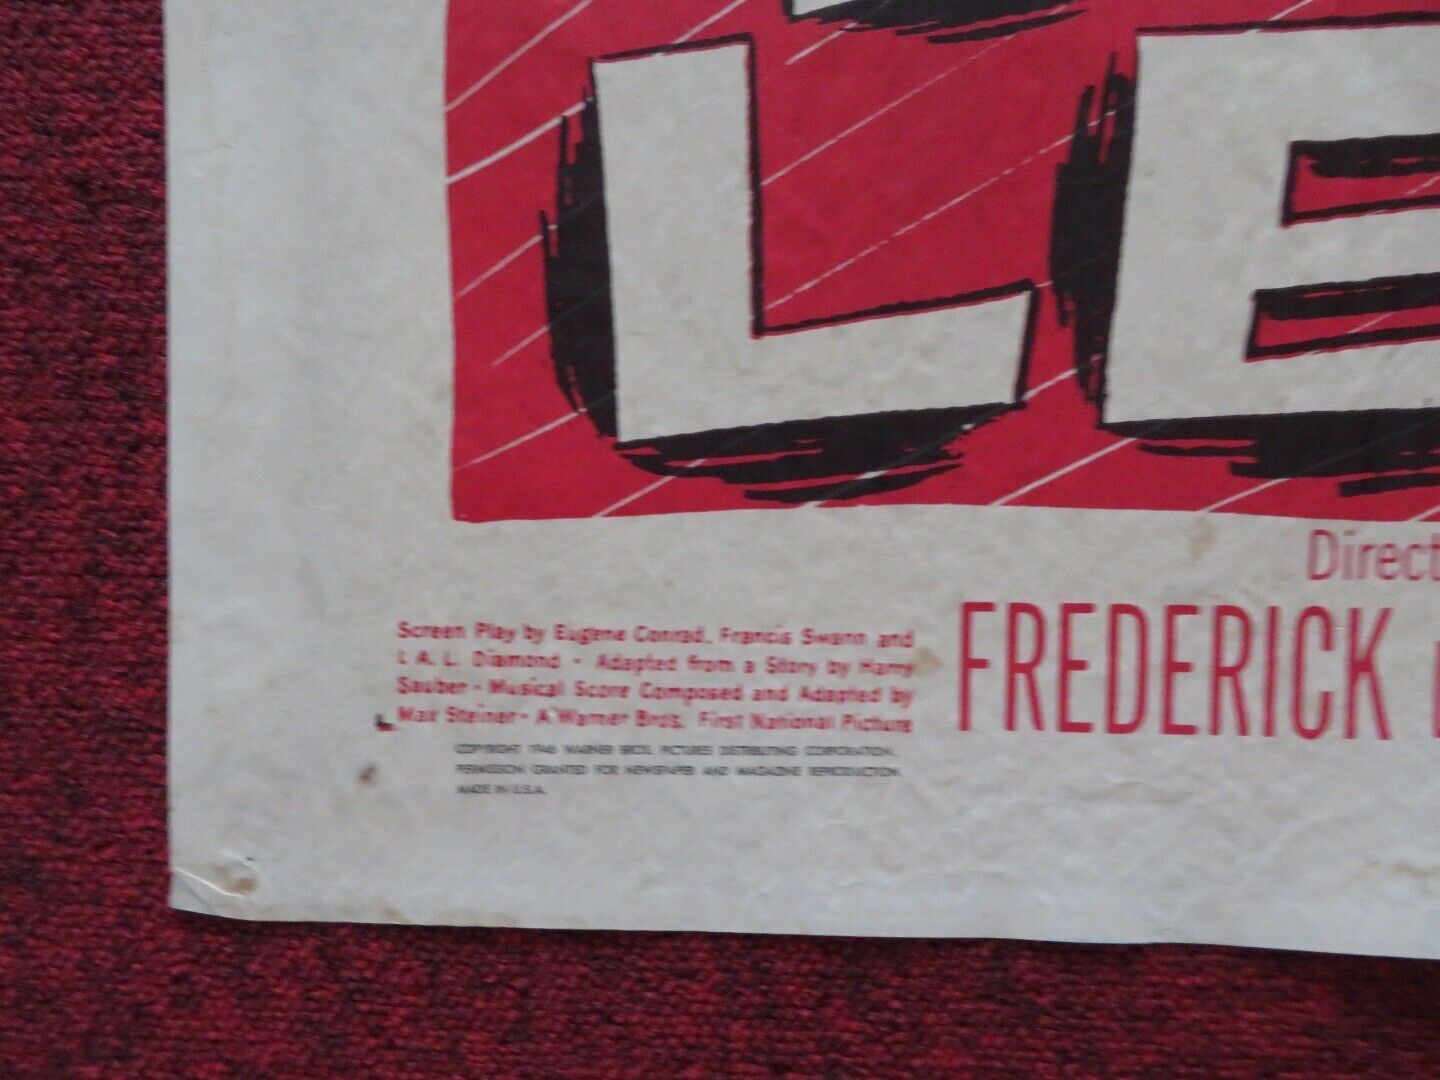 LE
Direct
FREDERICK
Screen Play by Eugene Conrad, Francis Swann and
I. A. L. Diamond • Adapted from a Story by Harry
Sauber • Musical Score Composed and Adapted by
Max Steiner • A Warner Bros. First National Picture
COPYRIGHT 1946 WARNER BROS. PICTURES DISTRIBUTING CORPORATION.
PERMISSION GRANTED FOR NEWSPAPER AND MAGAZINE REPRODUCTION.
MADE IN U.S.A.